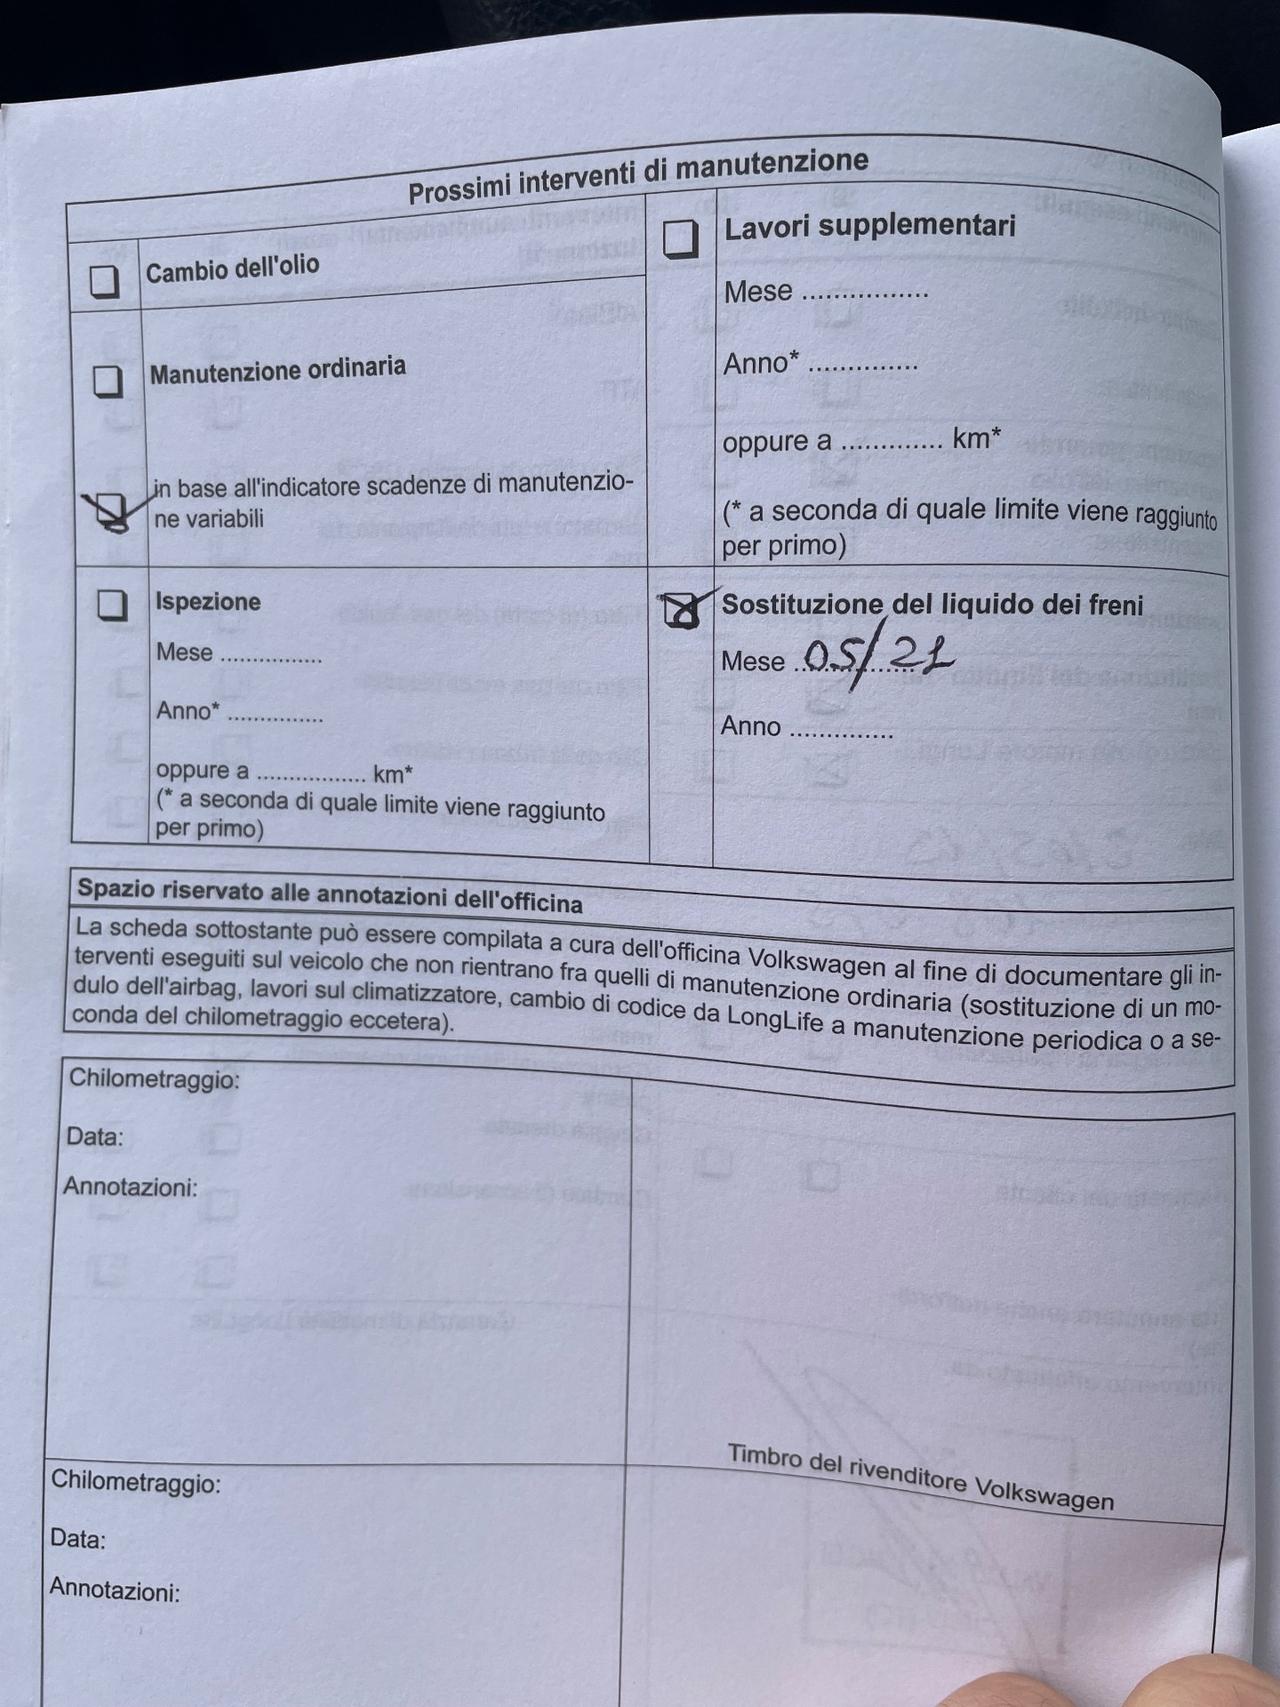 Prossimi interventi di manutenzione
Cambio dell'olio
Manutenzione ordinaria
in base all'indicatore scadenze di manutenzio-
ne variabili
Lavori supplementari
Mese ................
Anno* ..............
oppure a ............. km*
(* a seconda di quale limite viene raggiunto
per primo)
Ispezione
Mese ...............
Anno* ..............
oppure a ................ km*
(* a seconda di quale limite viene raggiunto
per primo)
Sostituzione del liquido dei freni
Mese 05/21
Anno ..............
Spazio riservato alle annotazioni dell'officina
La scheda sottostante può essere compilata a cura dell'officina Volkswagen al fine di documentare gli in-
terventi eseguiti sul veicolo che non rientrano fra quelli di manutenzione ordinaria (sostituzione di un mo-
dulo dell'airbag, lavori sul climatizzatore, cambio di codice da LongLife a manutenzione periodica o a se-
conda del chilometraggio eccetera).
Chilometraggio:
Data:
Annotazioni:
Timbro del rivenditore Volkswagen
Chilometraggio:
Data:
Annotazioni: